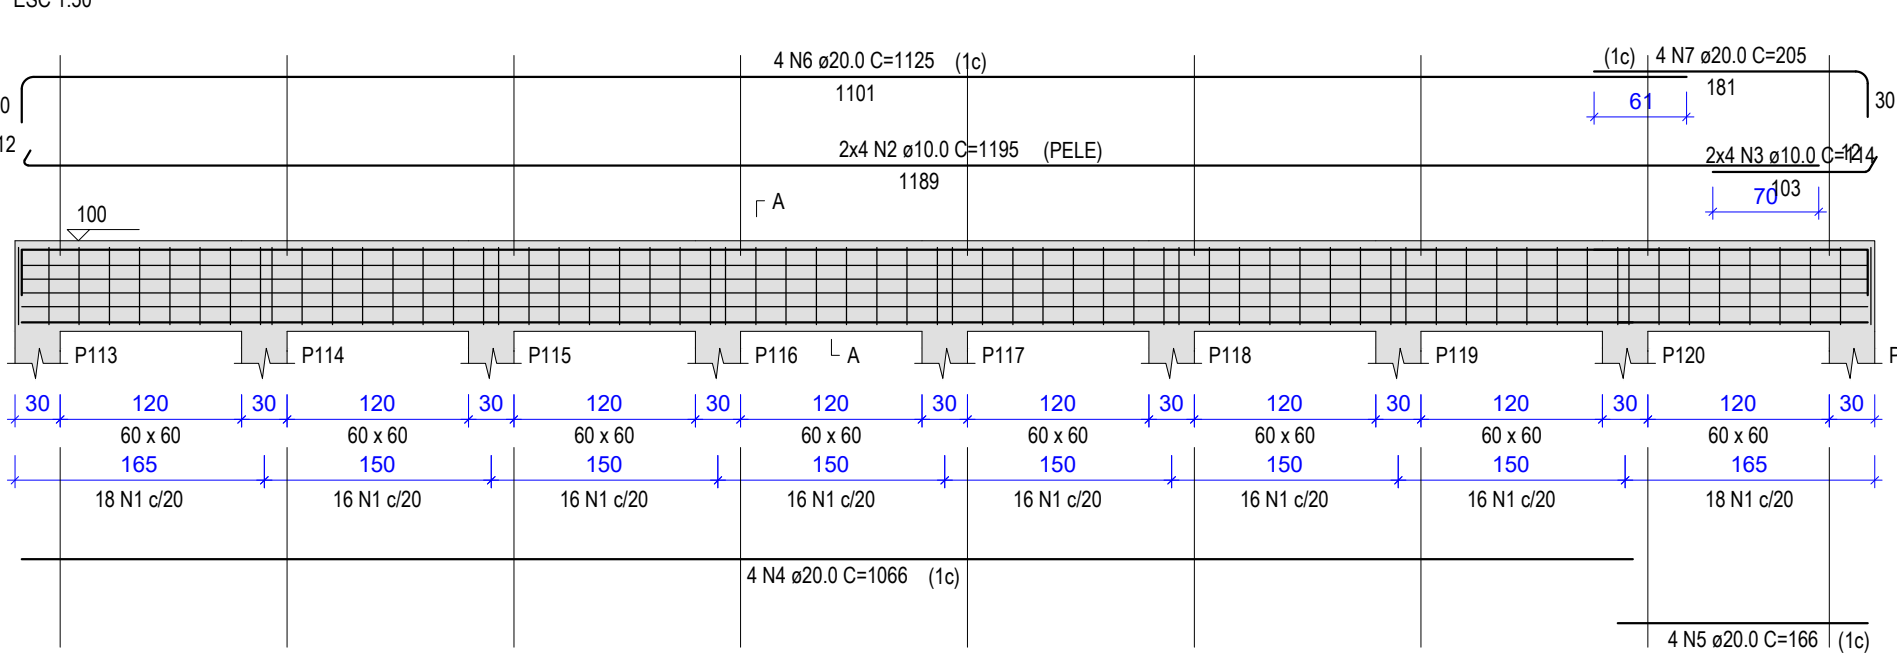 ESC 1:50
4 N6 ø20.0 C=1125 (1c)
(1c) 4 N7 ø20.0 C=205
1101
181
61
0
30
12
2x4 N2 ø10.0 C=1195 (PELE)
2x4 N3 ø10.0 C=114
12
1189
103
70
A
100
P113 P114 P115 P116 A P117 P118 P119 P120 P
30 120 30 120 30 120 30 120 30 120 30 120 30 120 30 120 30
60 x 60 60 x 60 60 x 60 60 x 60 60 x 60 60 x 60 60 x 60 60 x 60
165 150 150 150 150 150 150 165
18 N1 c/20 16 N1 c/20 16 N1 c/20 16 N1 c/20 16 N1 c/20 16 N1 c/20 16 N1 c/20 18 N1 c/20
4 N4 ø20.0 C=1066 (1c)
4 N5 ø20.0 C=166 (1c)